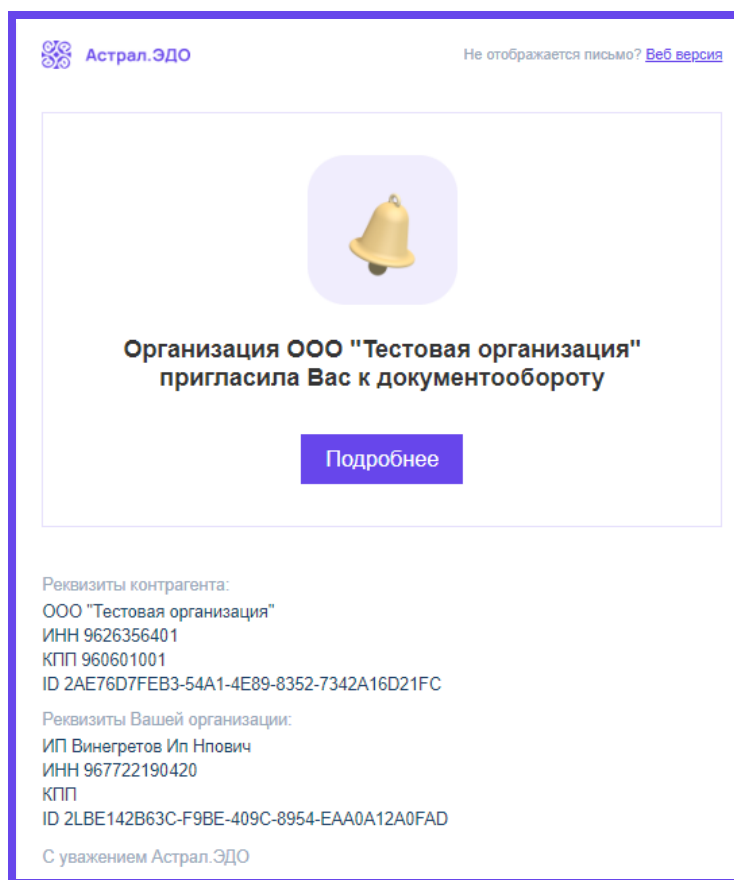 Астрал.ЭДО
Не отображается письмо? Веб версия
Организация ООО "Тестовая организация"
пригласила Вас к документообороту
Подробнее
Реквизиты контрагента:
ООО "Тестовая организация"
ИНН 9626356401
КПП 960601001
ID 2AE76D7FEB3-54A1-4E89-8352-7342A16D21FC
Реквизиты Вашей организации:
ИП Винегретов Ип Нпович
ИНН 967722190420
КПП
ID 2LBE142B63C-F9BE-409C-8954-EAA0A12A0FAD
С уважением Астрал.ЭДО